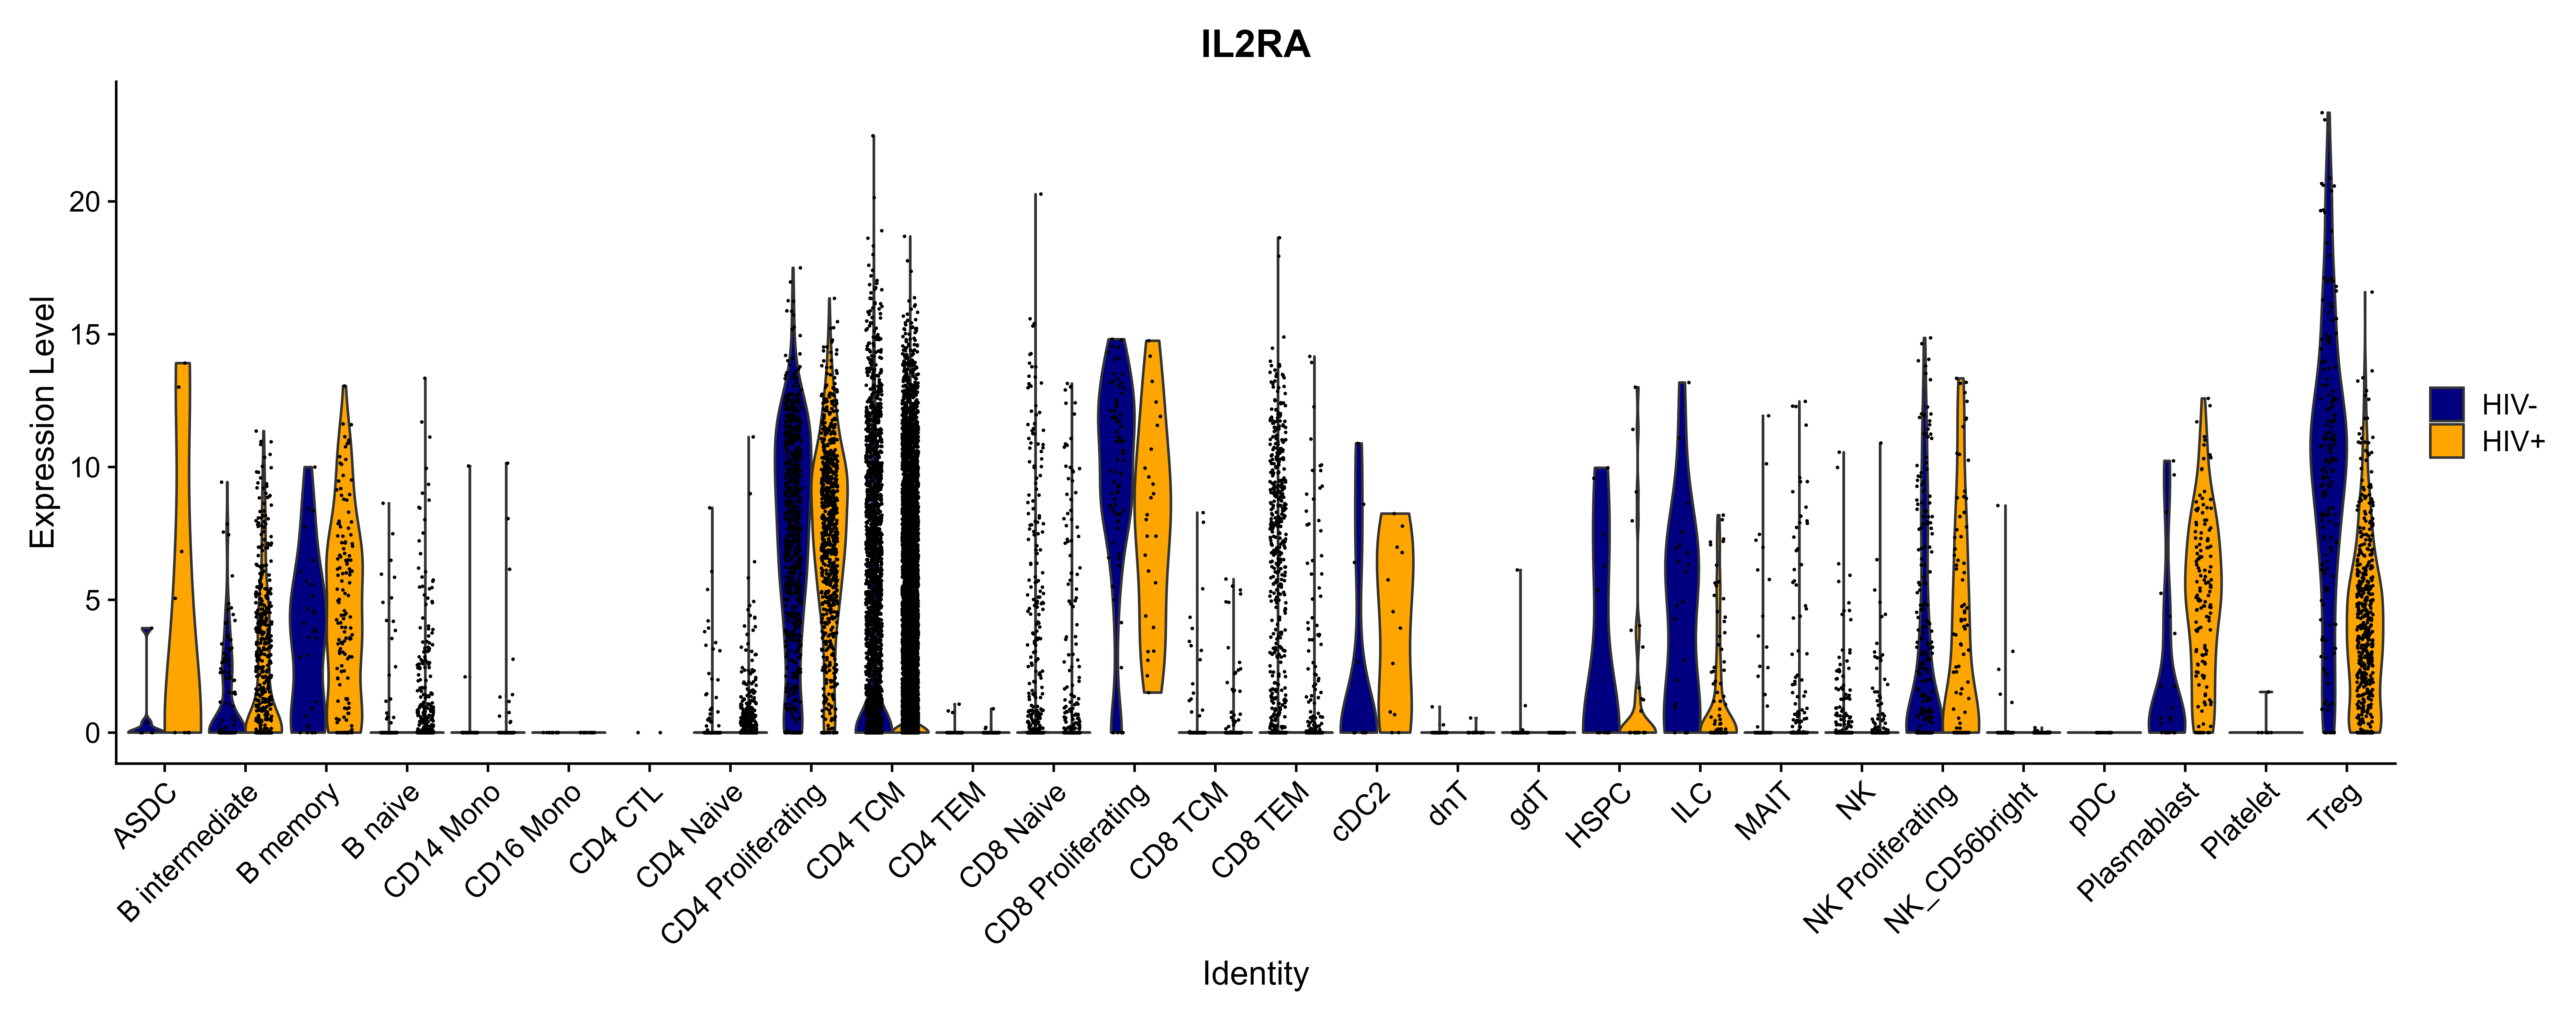 IL2RA
Expression Level
20
15
10
5
0
HIV-
HIV+
ASDC
B intermediate
B memory
B naive
CD14 Mono
CD16 Mono
CD4 CTL
CD4 Naive
CD4 Proliferating
CD4 TCM
CD4 TEM
CD8 Naive
CD8 Proliferating
CD8 TCM
CD8 TEM
cDC2
dnT
gdT
HSPC
ILC
MAIT
NK
NK Proliferating
NK_CD56bright
pDC
Plasmablast
Platelet
Treg
Identity